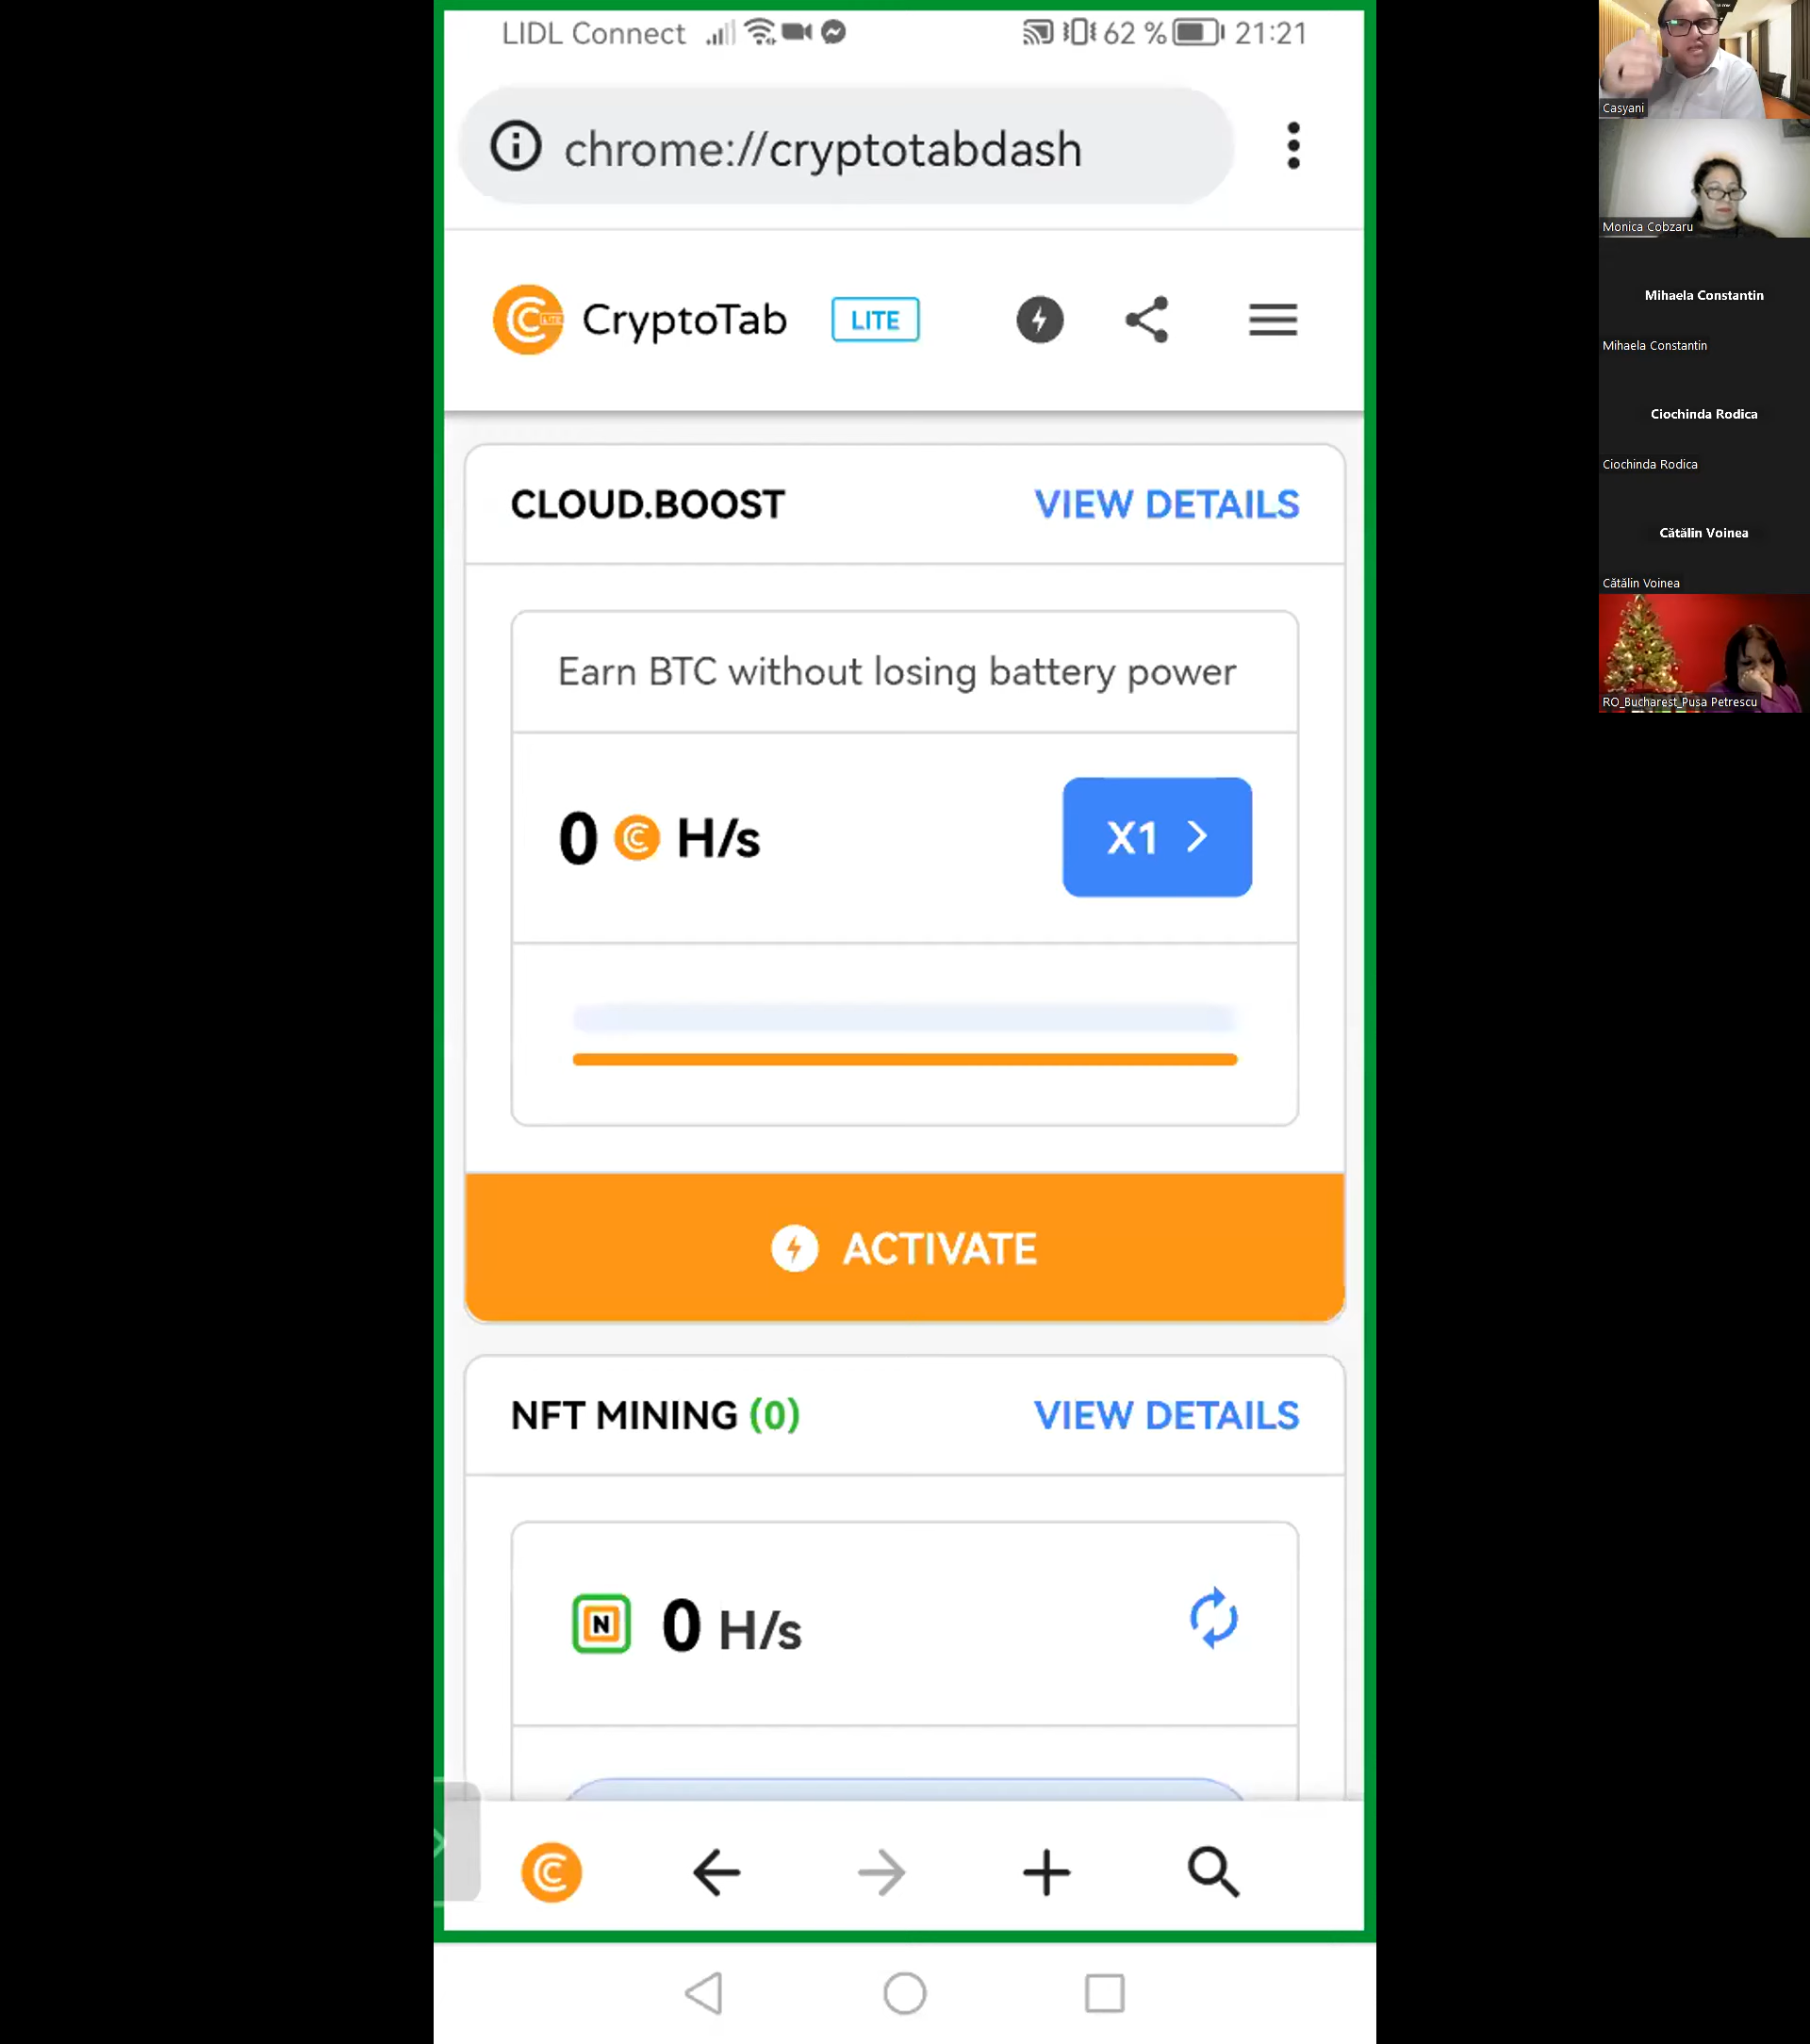 LIDL Connect 62 % 21:21
chrome://cryptotabdash
CryptoTab LITE
CLOUD.BOOST VIEW DETAILS
Earn BTC without losing battery power
0 H/s X1
ACTIVATE
NFT MINING (0) VIEW DETAILS
N 0 H/s
Casyani
Monica Cobzaru
Mihaela Constantin
Mihaela Constantin
Ciochinda Rodica
Ciochinda Rodica
Cătălin Voinea
Cătălin Voinea
RO_Bucharest_Pusa Petrescu